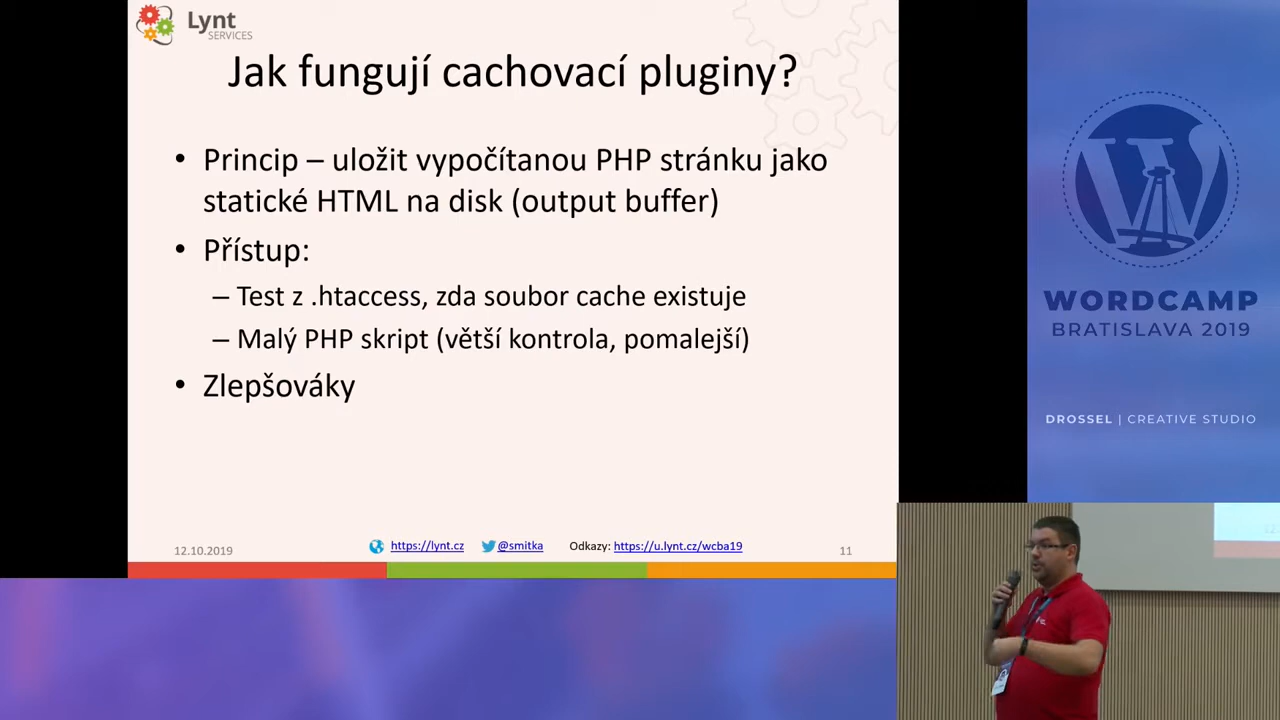 Lynt
SERVICES
Jak fungují cachovací pluginy?
• Princip – uložit vypočítanou PHP stránku jako
statické HTML na disk (output buffer)
• Přístup:
– Test z .htaccess, zda soubor cache existuje
– Malý PHP skript (větší kontrola, pomalejší)
• Zlepšováky
12.10.2019
https://lynt.cz
@smitka
Odkazy: https://u.lynt.cz/wcba19
11
WORDCAMP
BRATISLAVA 2019
DROSSEL | CREATIVE STUDIO